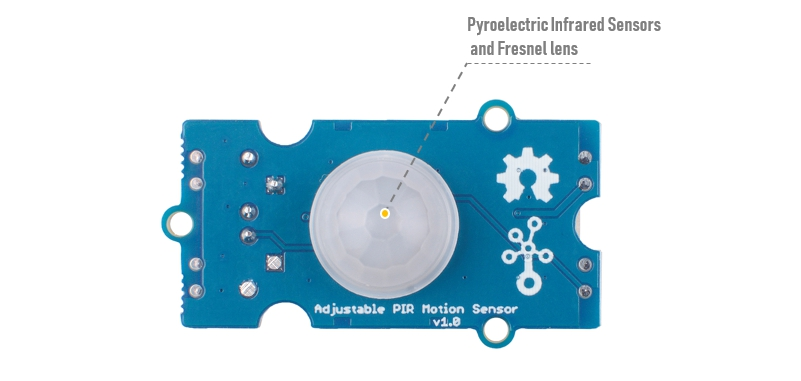 Pyroelectric Infrared Sensors
and Fresnel lens
Adjustable PIR Motion Sensor
v1.0